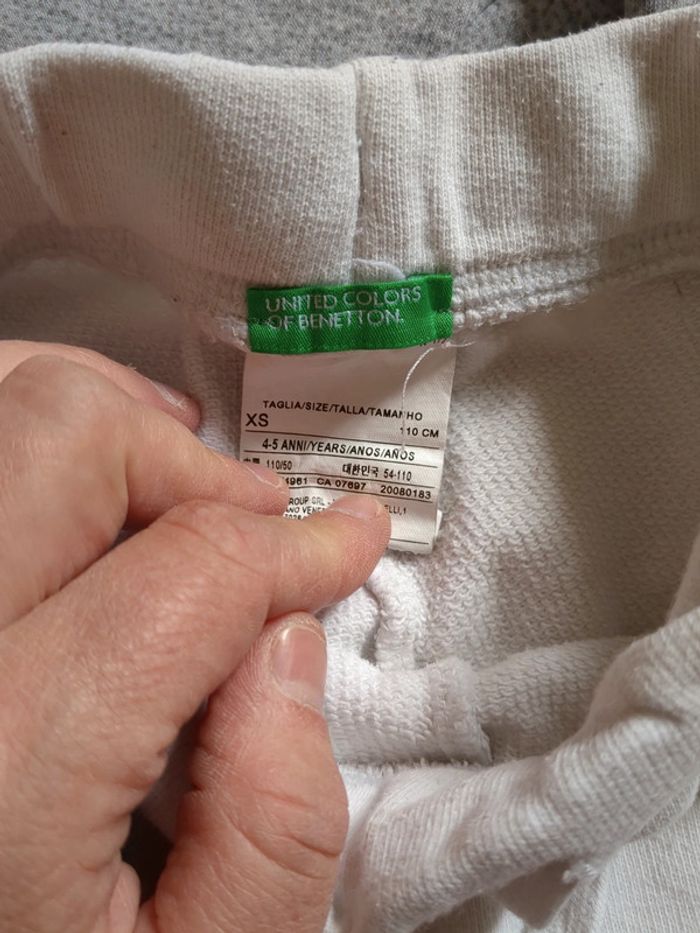 UNITED COLORS
OF BENETTON.
TAGLIA/SIZE/TALLA/TAMANHO
XS 110 CM
4-5 ANNI/YEARS/ANOS/AÑOS
110/50 대한민국 54-110
CA 07697 20080183